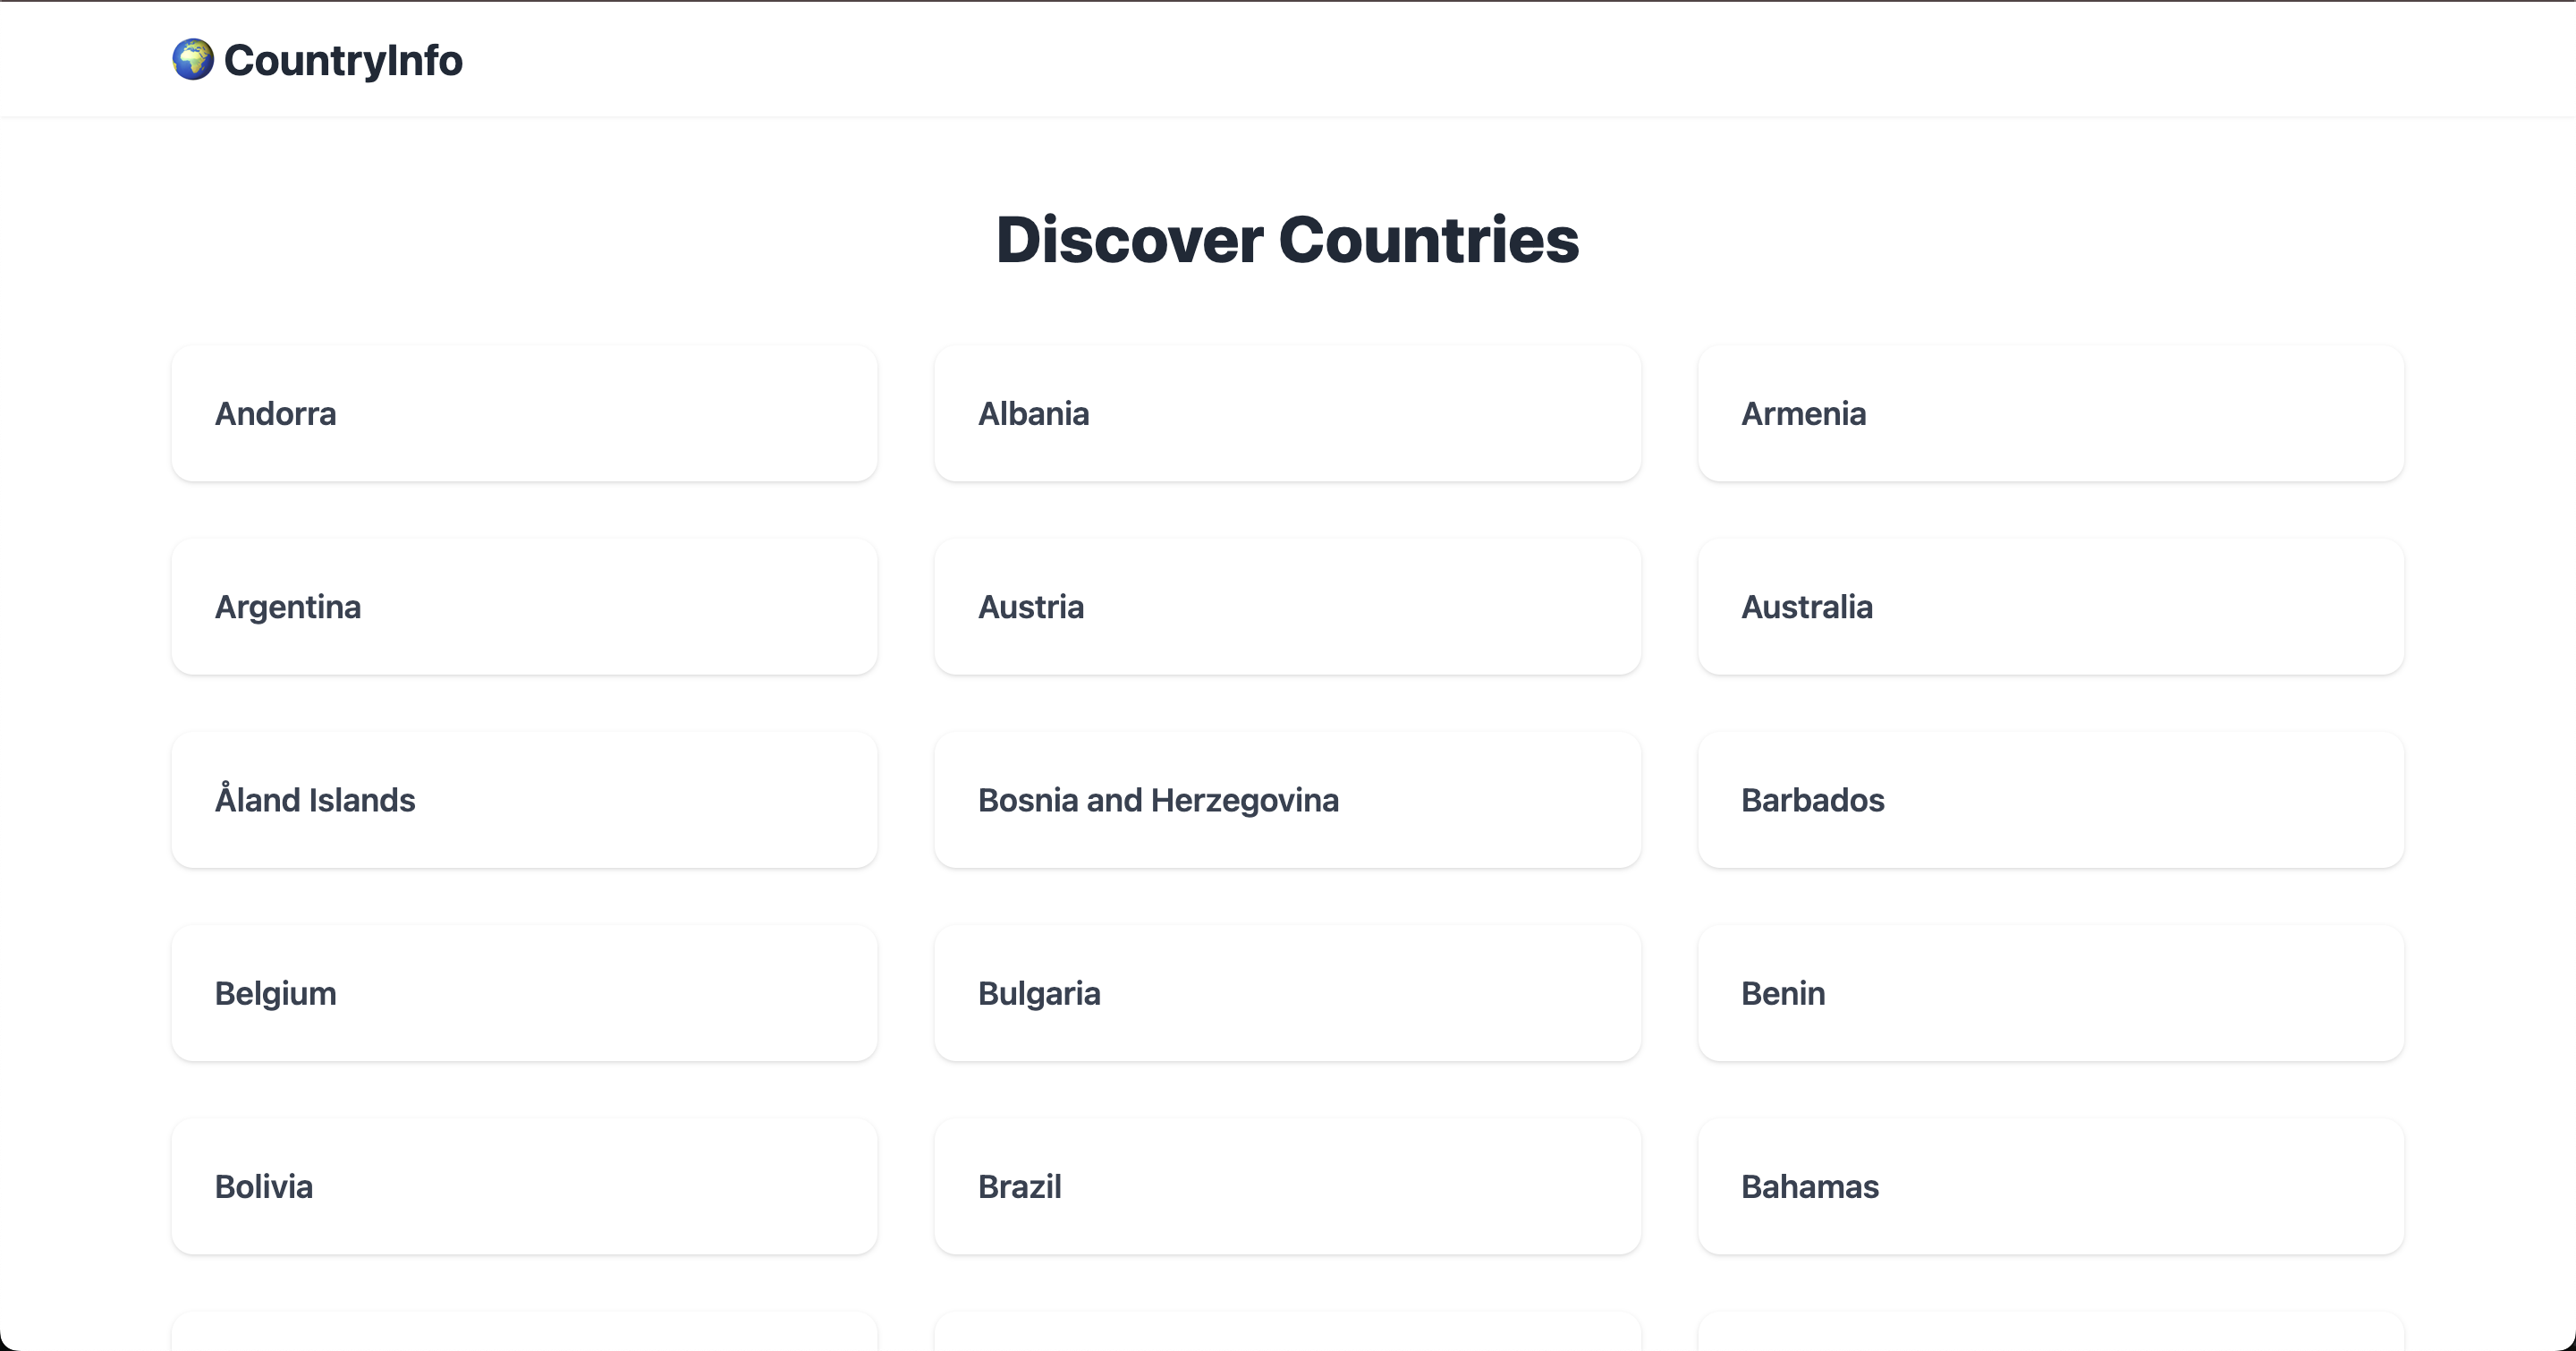 CountryInfo
Discover Countries
Andorra
Albania
Armenia
Argentina
Austria
Australia
Åland Islands
Bosnia and Herzegovina
Barbados
Belgium
Bulgaria
Benin
Bolivia
Brazil
Bahamas